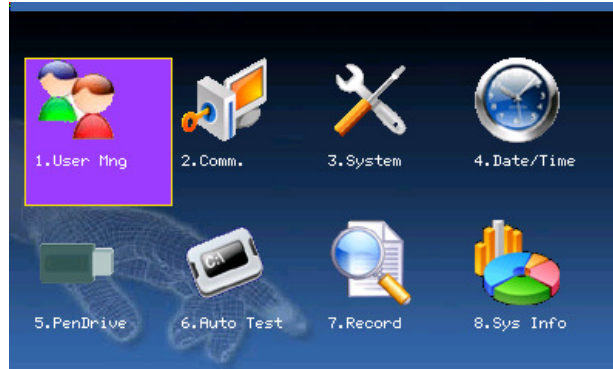 1.User Mng
2.Comm.
3.System
4.Date/Time
C:\
5.PenDrive
6.Auto Test
7.Record
8.Sys Info